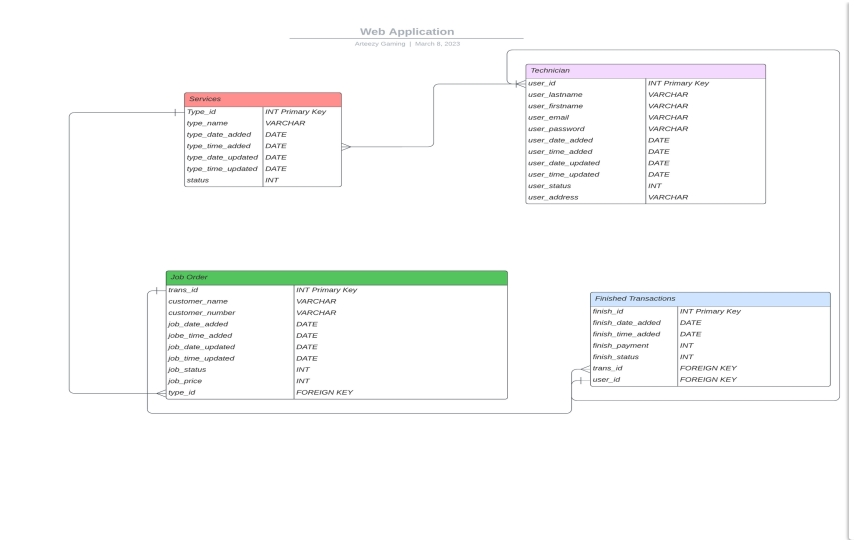 Web Application
Arteezy Gaming | March 8, 2023
Technician
user_id INT Primary Key
user_lastname VARCHAR
user_firstname VARCHAR
user_email VARCHAR
user_password VARCHAR
user_date_added DATE
user_time_added DATE
user_date_updated DATE
user_time_updated DATE
user_status INT
user_address VARCHAR
Services
Type_id INT Primary Key
type_name VARCHAR
type_date_added DATE
type_time_added DATE
type_date_updated DATE
type_time_updated DATE
status INT
Job Order
trans_id INT Primary Key
customer_name VARCHAR
customer_number VARCHAR
job_date_added DATE
jobe_time_added DATE
job_date_updated DATE
job_time_updated DATE
job_status INT
job_price INT
type_id FOREIGN KEY
Finished Transactions
finish_id INT Primary Key
finish_date_added DATE
finish_time_added DATE
finish_payment INT
finish_status INT
trans_id FOREIGN KEY
user_id FOREIGN KEY